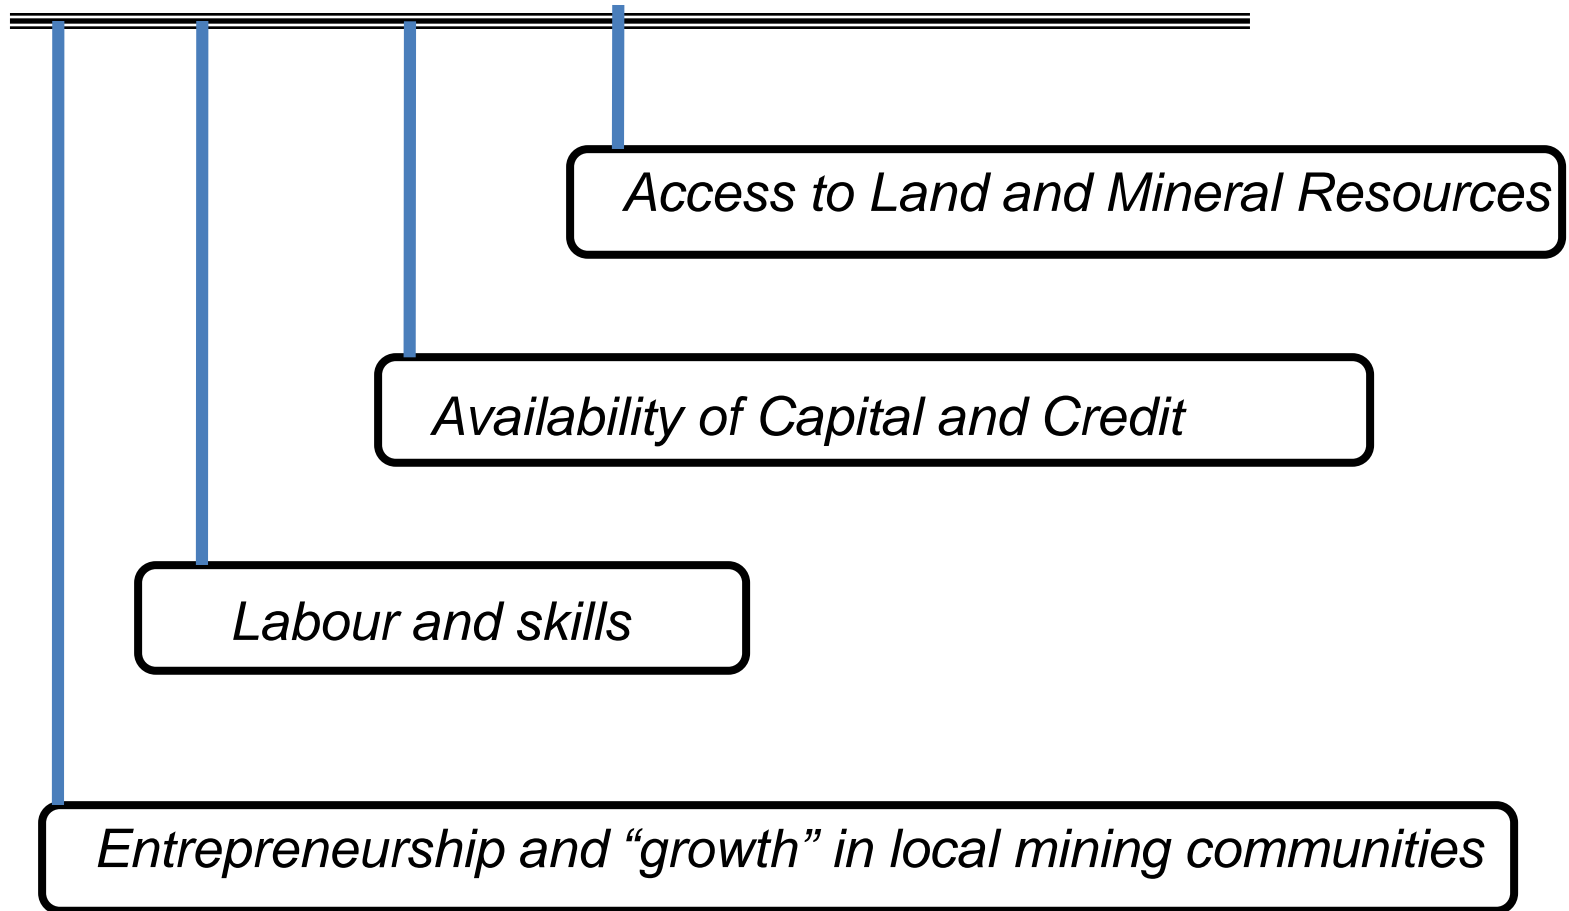 Access to Land and Mineral Resources
Availability of Capital and Credit
Labour and skills
Entrepreneurship and “growth” in local mining communities